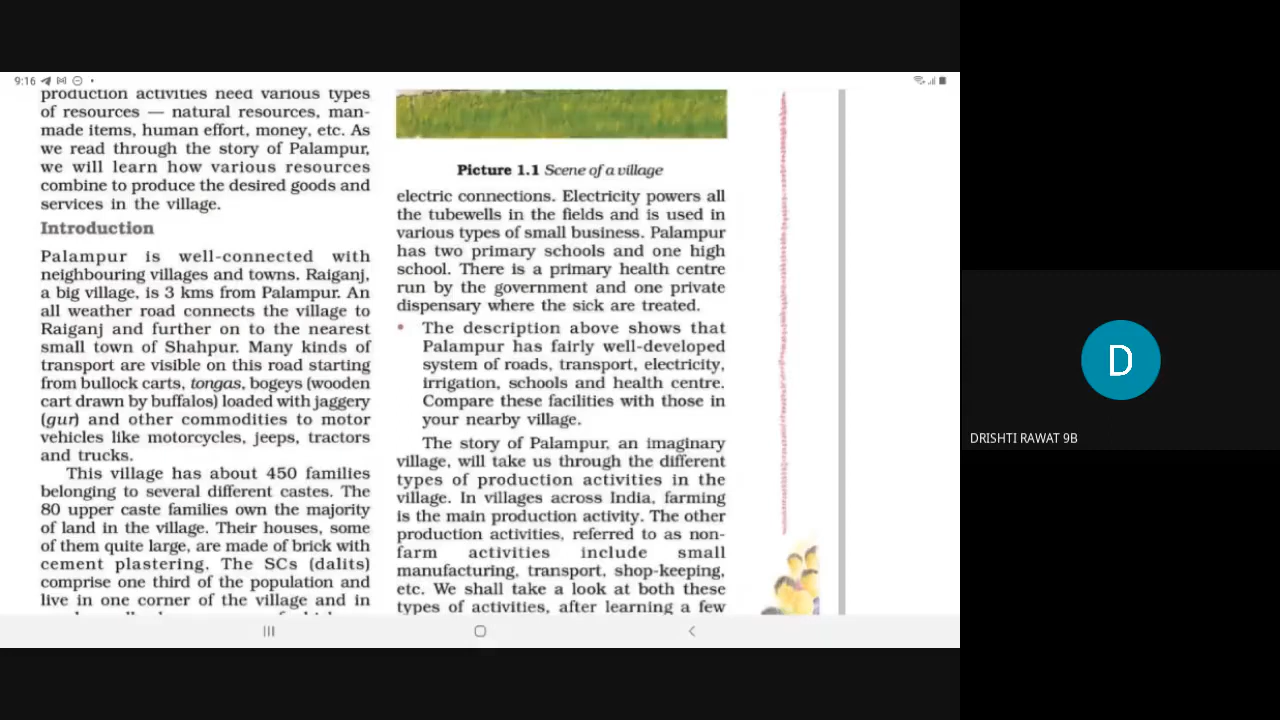 9:16
production activities need various types
of resources — natural resources, man-
made items, human effort, money, etc. As
we read through the story of Palampur,
we will learn how various resources
combine to produce the desired goods and
services in the village.
Introduction
Palampur is well-connected with
neighbouring villages and towns. Raiganj,
a big village, is 3 kms from Palampur. An
all weather road connects the village to
Raiganj and further on to the nearest
small town of Shahpur. Many kinds of
transport are visible on this road starting
from bullock carts, tongas, bogeys (wooden
cart drawn by buffalos) loaded with jaggery
(gur) and other commodities to motor
vehicles like motorcycles, jeeps, tractors
and trucks.
This village has about 450 families
belonging to several different castes. The
80 upper caste families own the majority
of land in the village. Their houses, some
of them quite large, are made of brick with
cement plastering. The SCs (dalits)
comprise one third of the population and
live in one corner of the village and in
Picture 1.1 Scene of a village
electric connections. Electricity powers all
the tubewells in the fields and is used in
various types of small business. Palampur
has two primary schools and one high
school. There is a primary health centre
run by the government and one private
dispensary where the sick are treated.
• The description above shows that
Palampur has fairly well-developed
system of roads, transport, electricity,
irrigation, schools and health centre.
Compare these facilities with those in
your nearby village.
The story of Palampur, an imaginary
village, will take us through the different
types of production activities in the
village. In villages across India, farming
is the main production activity. The other
production activities, referred to as non-
farm activities include small
manufacturing, transport, shop-keeping,
etc. We shall take a look at both these
types of activities, after learning a few
D
DRISHTI RAWAT 9B